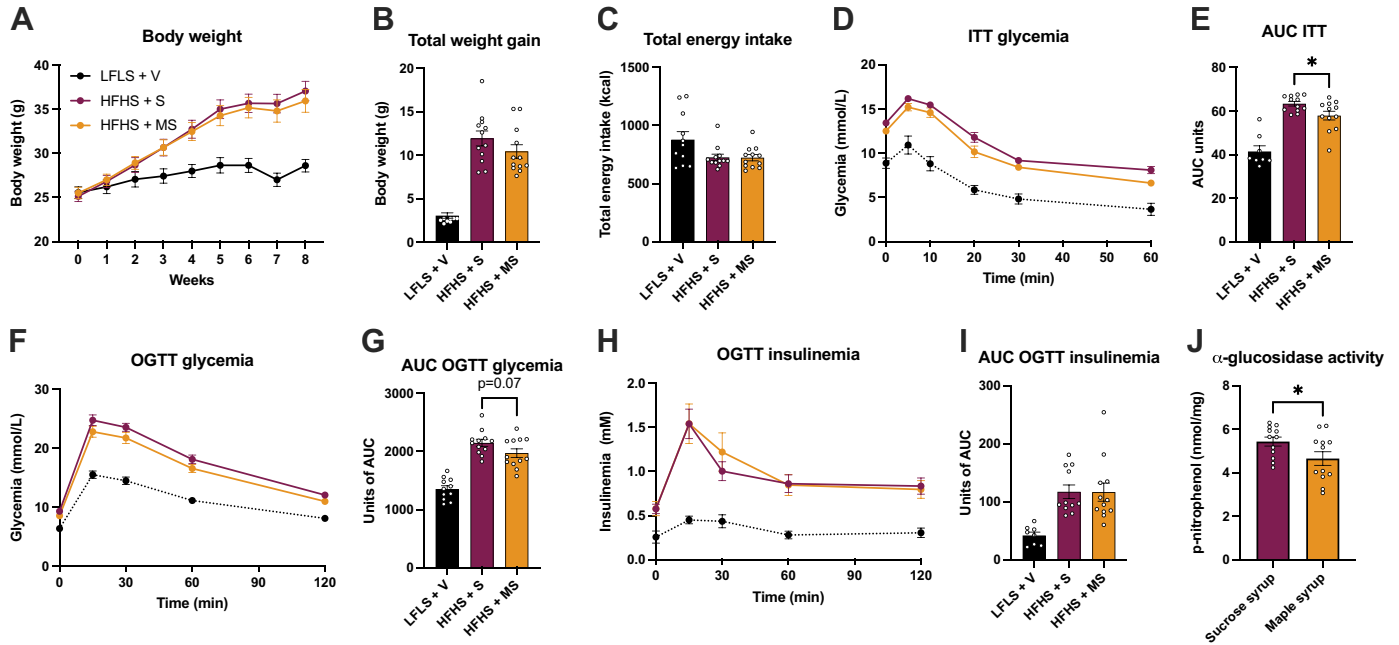 A
Body weight
Body weight (g)
40
35
30
25
20
LFLS + V
HFHS + S
HFHS + MS
0 1 2 3 4 5 6 7 8
Weeks
B
Total weight gain
Body weight (g)
20
15
10
5
0
LFLS + V
HFHS + S
HFHS + MS
C
Total energy intake
Total energy intake (kcal)
1500
1000
500
0
LFLS + V
HFHS + S
HFHS + MS
D
ITT glycemia
Glycemia (mmol/L)
20
15
10
5
0
0 10 20 30 40 50 60
Time (min)
E
AUC ITT
*
AUC units
80
60
40
20
0
LFLS + V
HFHS + S
HFHS + MS
F
OGTT glycemia
Glycemia (mmol/L)
30
20
10
0
0 30 60 90 120
Time (min)
G
AUC OGTT glycemia
p=0.07
Units of AUC
3000
2000
1000
0
LFLS + V
HFHS + S
HFHS + MS
H
OGTT insulinemia
Insulinemia (mM)
2.0
1.5
1.0
0.5
0.0
0 30 60 90 120
Time (min)
I
AUC OGTT insulinemia
Units of AUC
300
200
100
0
LFLS + V
HFHS + S
HFHS + MS
J
α-glucosidase activity
*
p-nitrophenol (nmol/mg)
8
6
4
2
0
Sucrose syrup
Maple syrup